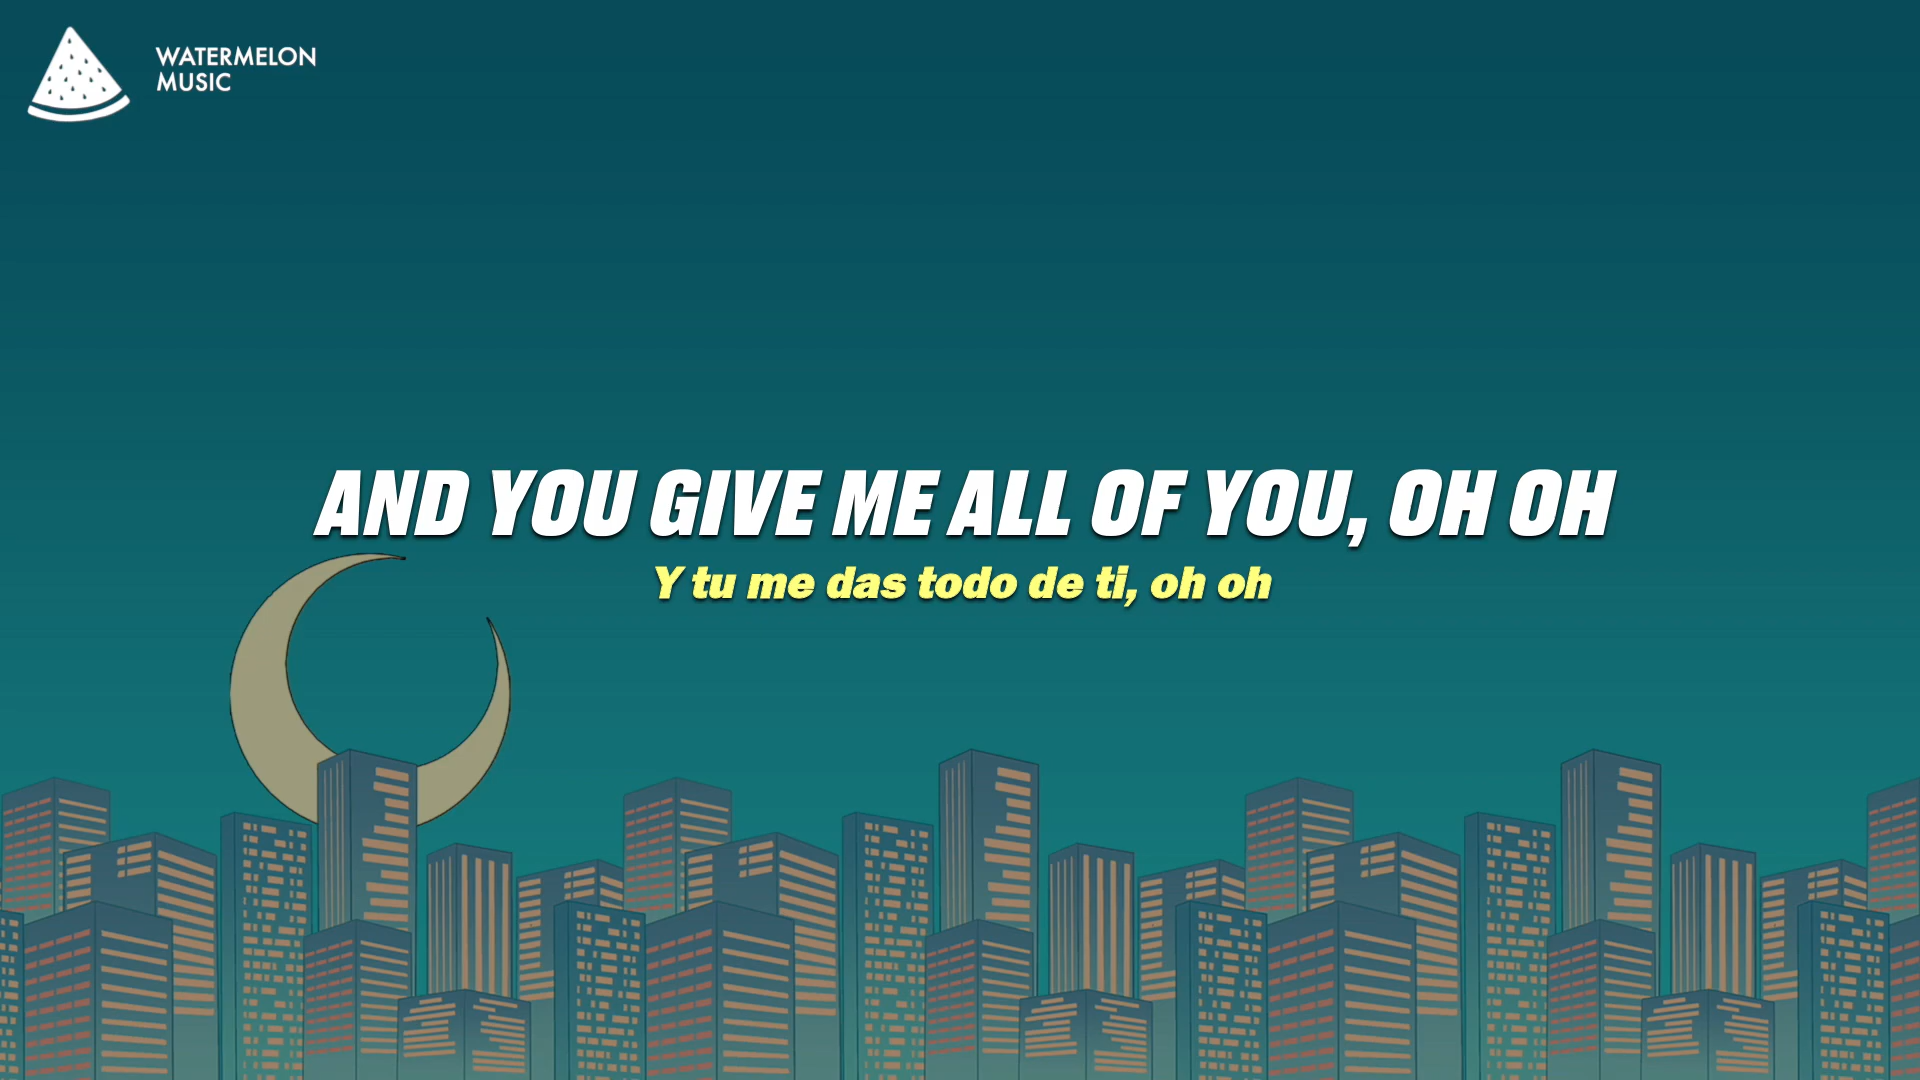 WATERMELON
MUSIC
AND YOU GIVE ME ALL OF YOU, OH OH
Y tu me das todo de ti, oh oh